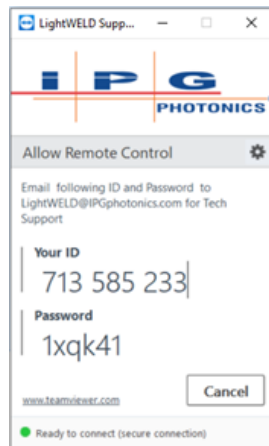 LightWELD Supp...
IPG
PHOTONICS
Allow Remote Control
Email following ID and Password to
LightWELD@IPGphotonics.com for Tech
Support
Your ID
713 585 233
Password
1xqk41
www.teamviewer.com
Cancel
Ready to connect (secure connection)